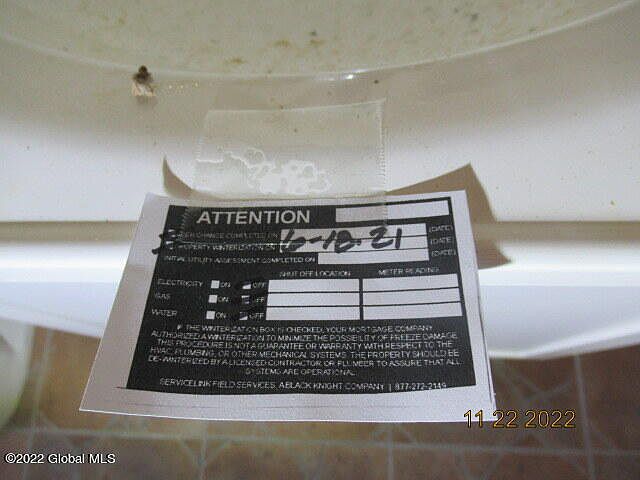 ATTENTION
CHANGE COMPLETED ON (DATE)
PROPERTY WINTERIZATION ON 6-18-21 (DATE)
INITIAL UTILITY ASSESSMENT COMPLETED ON (DATE)
SHUT OFF LOCATION METER READING
ELECTRICITY ON OFF
GAS ON OFF
WATER ON OFF
IF THE WINTERIZATION BOX IS CHECKED, YOUR MORTGAGE COMPANY
AUTHORIZED A WINTERIZATION TO MINIMIZE THE POSSIBILITY OF FREEZE DAMAGE.
THIS PROCEDURE IS NOT A GUARANTEE OR WARRANTY WITH RESPECT TO THE
HVAC, PLUMBING, OR OTHER MECHANICAL SYSTEMS. THE PROPERTY SHOULD BE
DE-WINTERIZED BY A LICENSED CONTRACTOR OR PLUMBER TO ASSURE THAT ALL
SYSTEMS ARE OPERATIONAL.
SERVICELINK FIELD SERVICES, A BLACK KNIGHT COMPANY | 877-272-2149
11 22 2022
©2022 Global MLS